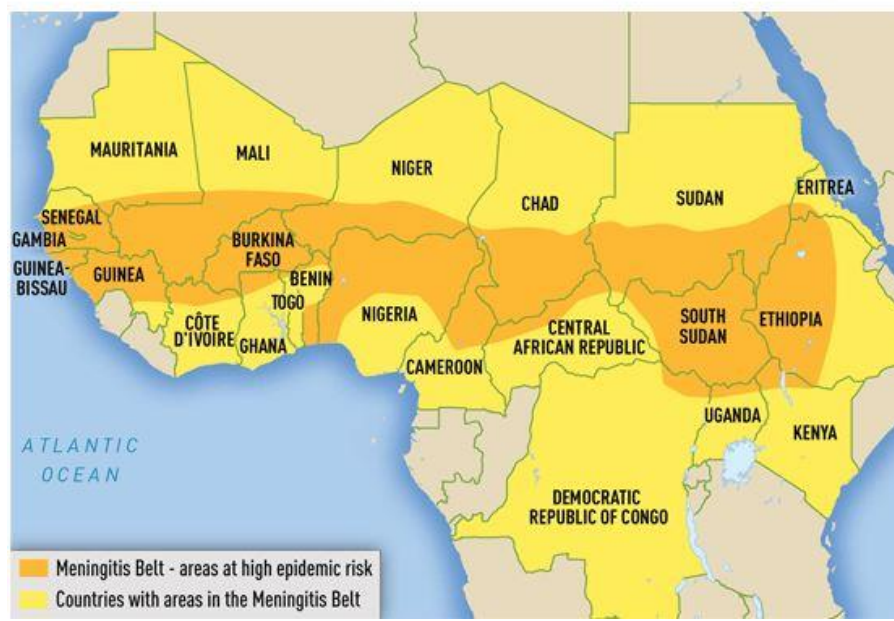 MAURITANIA
MALI
NIGER
CHAD
SUDAN
ERITREA
SENEGAL
GAMBIA
GUINEA-
BISSAU
GUINEA
BURKINA
FASO
BENIN
TOGO
CÔTE
D'IVOIRE
GHANA
NIGERIA
CAMEROON
CENTRAL
AFRICAN REPUBLIC
SOUTH
SUDAN
ETHIOPIA
UGANDA
KENYA
DEMOCRATIC
REPUBLIC OF CONGO
ATLANTIC
OCEAN
Meningitis Belt - areas at high epidemic risk
Countries with areas in the Meningitis Belt